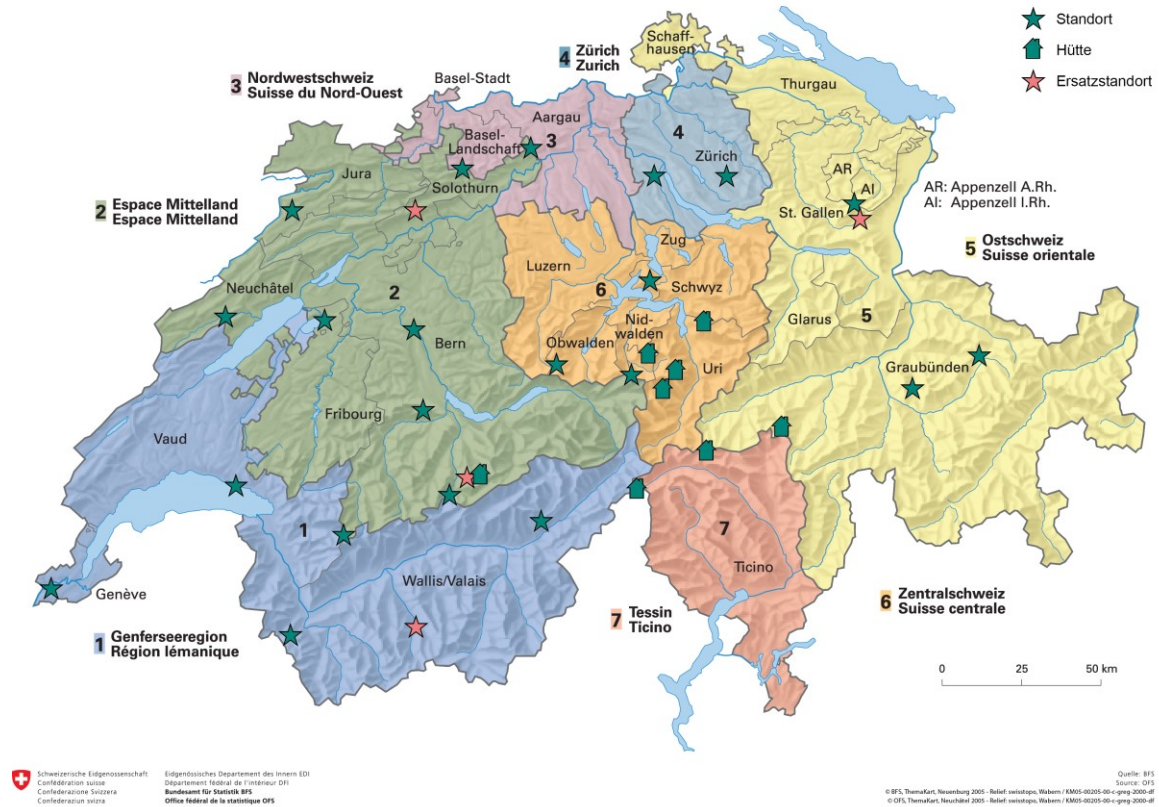 Standort
Hütte
Ersatzstandort
Schaff-
hausen
4 Zürich
Zurich
3 Nordwestschweiz
Suisse du Nord-Ouest
Basel-Stadt
Thurgau
Aargau
3
Basel-
Landschaft
4
Zürich
Jura
Solothurn
AR
AI
AR: Appenzell A.Rh.
AI: Appenzell I.Rh.
2 Espace Mittelland
Espace Mittelland
St. Gallen
5 Ostschweiz
Suisse orientale
Zug
Luzern
Neuchâtel
2
6
Schwyz
Nid-
walden
Glarus
5
Bern
Obwalden
Uri
Graubünden
Fribourg
Vaud
1
7
Ticino
Wallis/Valais
Genève
6 Zentralschweiz
Suisse centrale
7 Tessin
Ticino
1 Genferseeregion
Région lémanique
0 25 50 km
Schweizerische Eidgenossenschaft
Confédération suisse
Confederazione Svizzera
Confederaziun svizra
Eidgenössisches Departement des Innern EDI
Département fédéral de l'intérieur DFI
Bundesamt für Statistik BFS
Office fédéral de la statistique OFS
Quelle: BFS
Source: OFS
© BFS, ThemaKart, Neuenburg 2005 - Relief: swisstopo, Wabern / KM05-00205-00-c-greg-2000-df
© OFS, ThemaKart, Neuchâtel 2005 - Relief: swisstopo, Wabern / KM05-00205-00-c-greg-2000-df